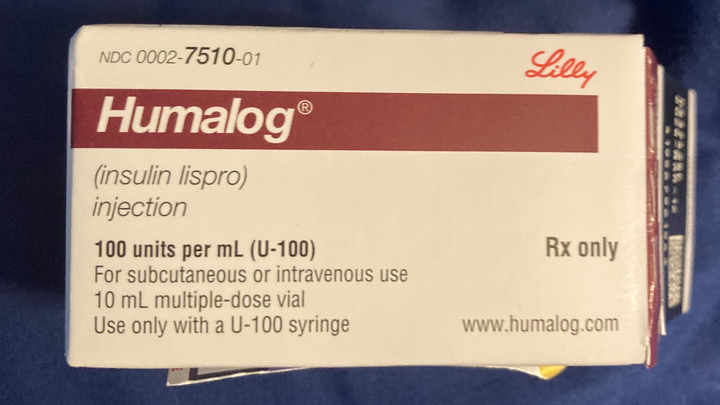 NDC 0002-7510-01
Lilly
Humalog®
(insulin lispro)
injection
100 units per mL (U-100)
Rx only
For subcutaneous or intravenous use
10 mL multiple-dose vial
Use only with a U-100 syringe
www.humalog.com